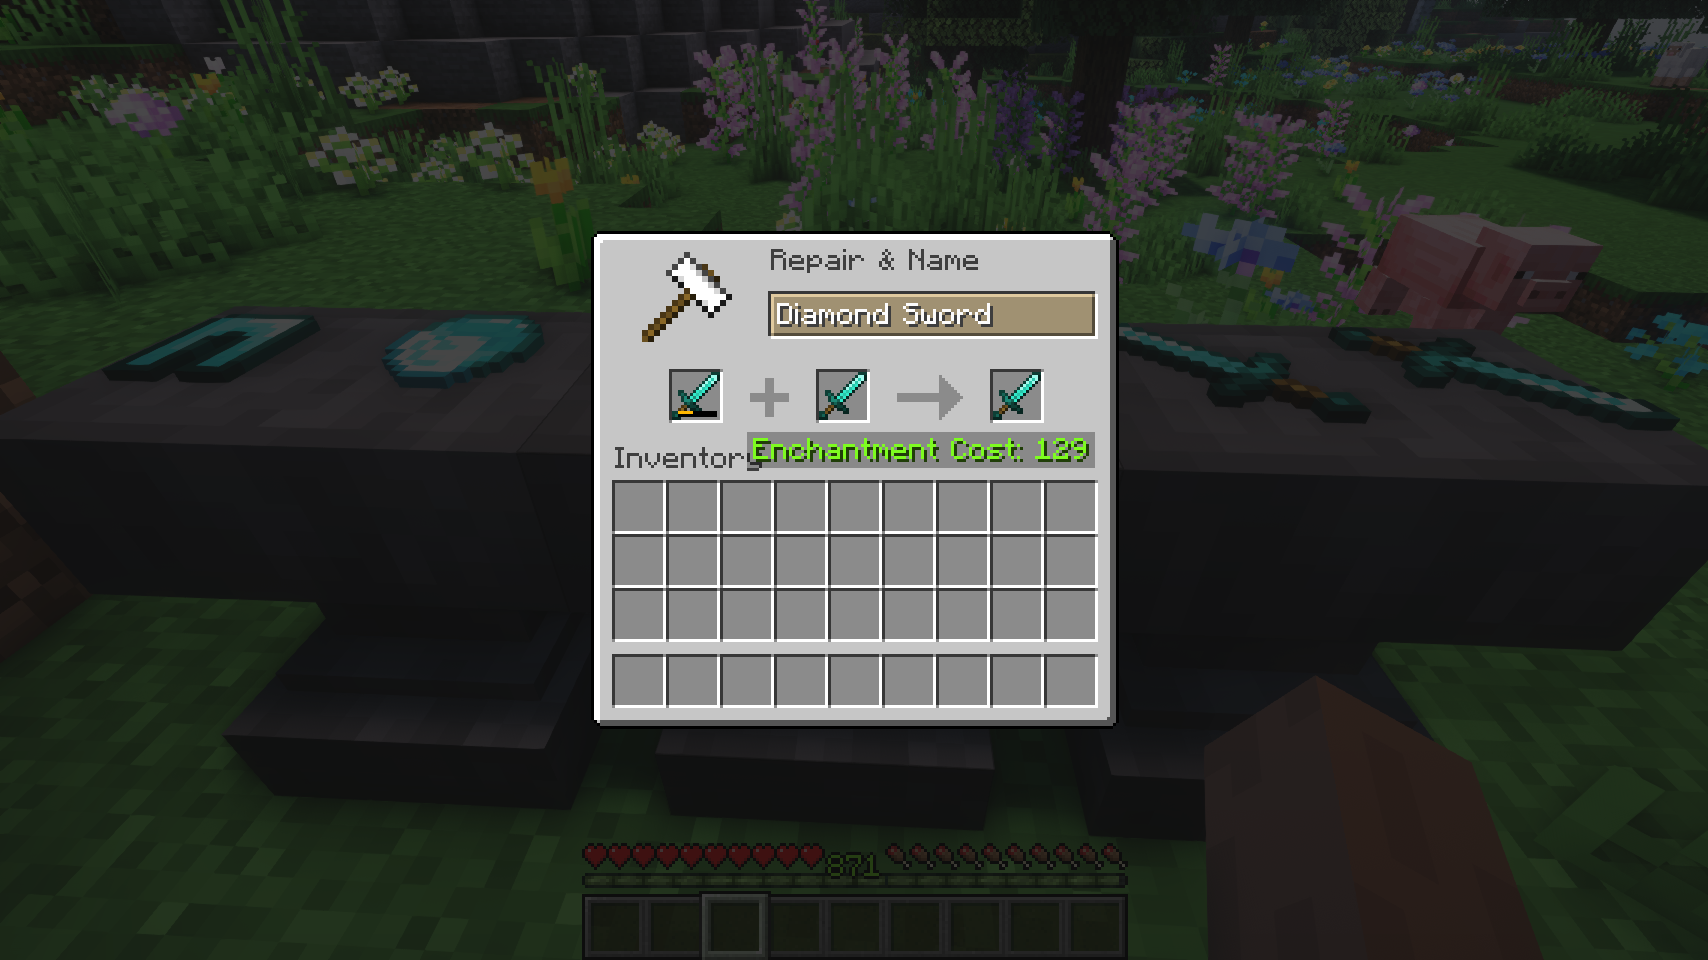 Repair & Name
Diamond Sword
Enchantment Cost: 129
Inventory
871